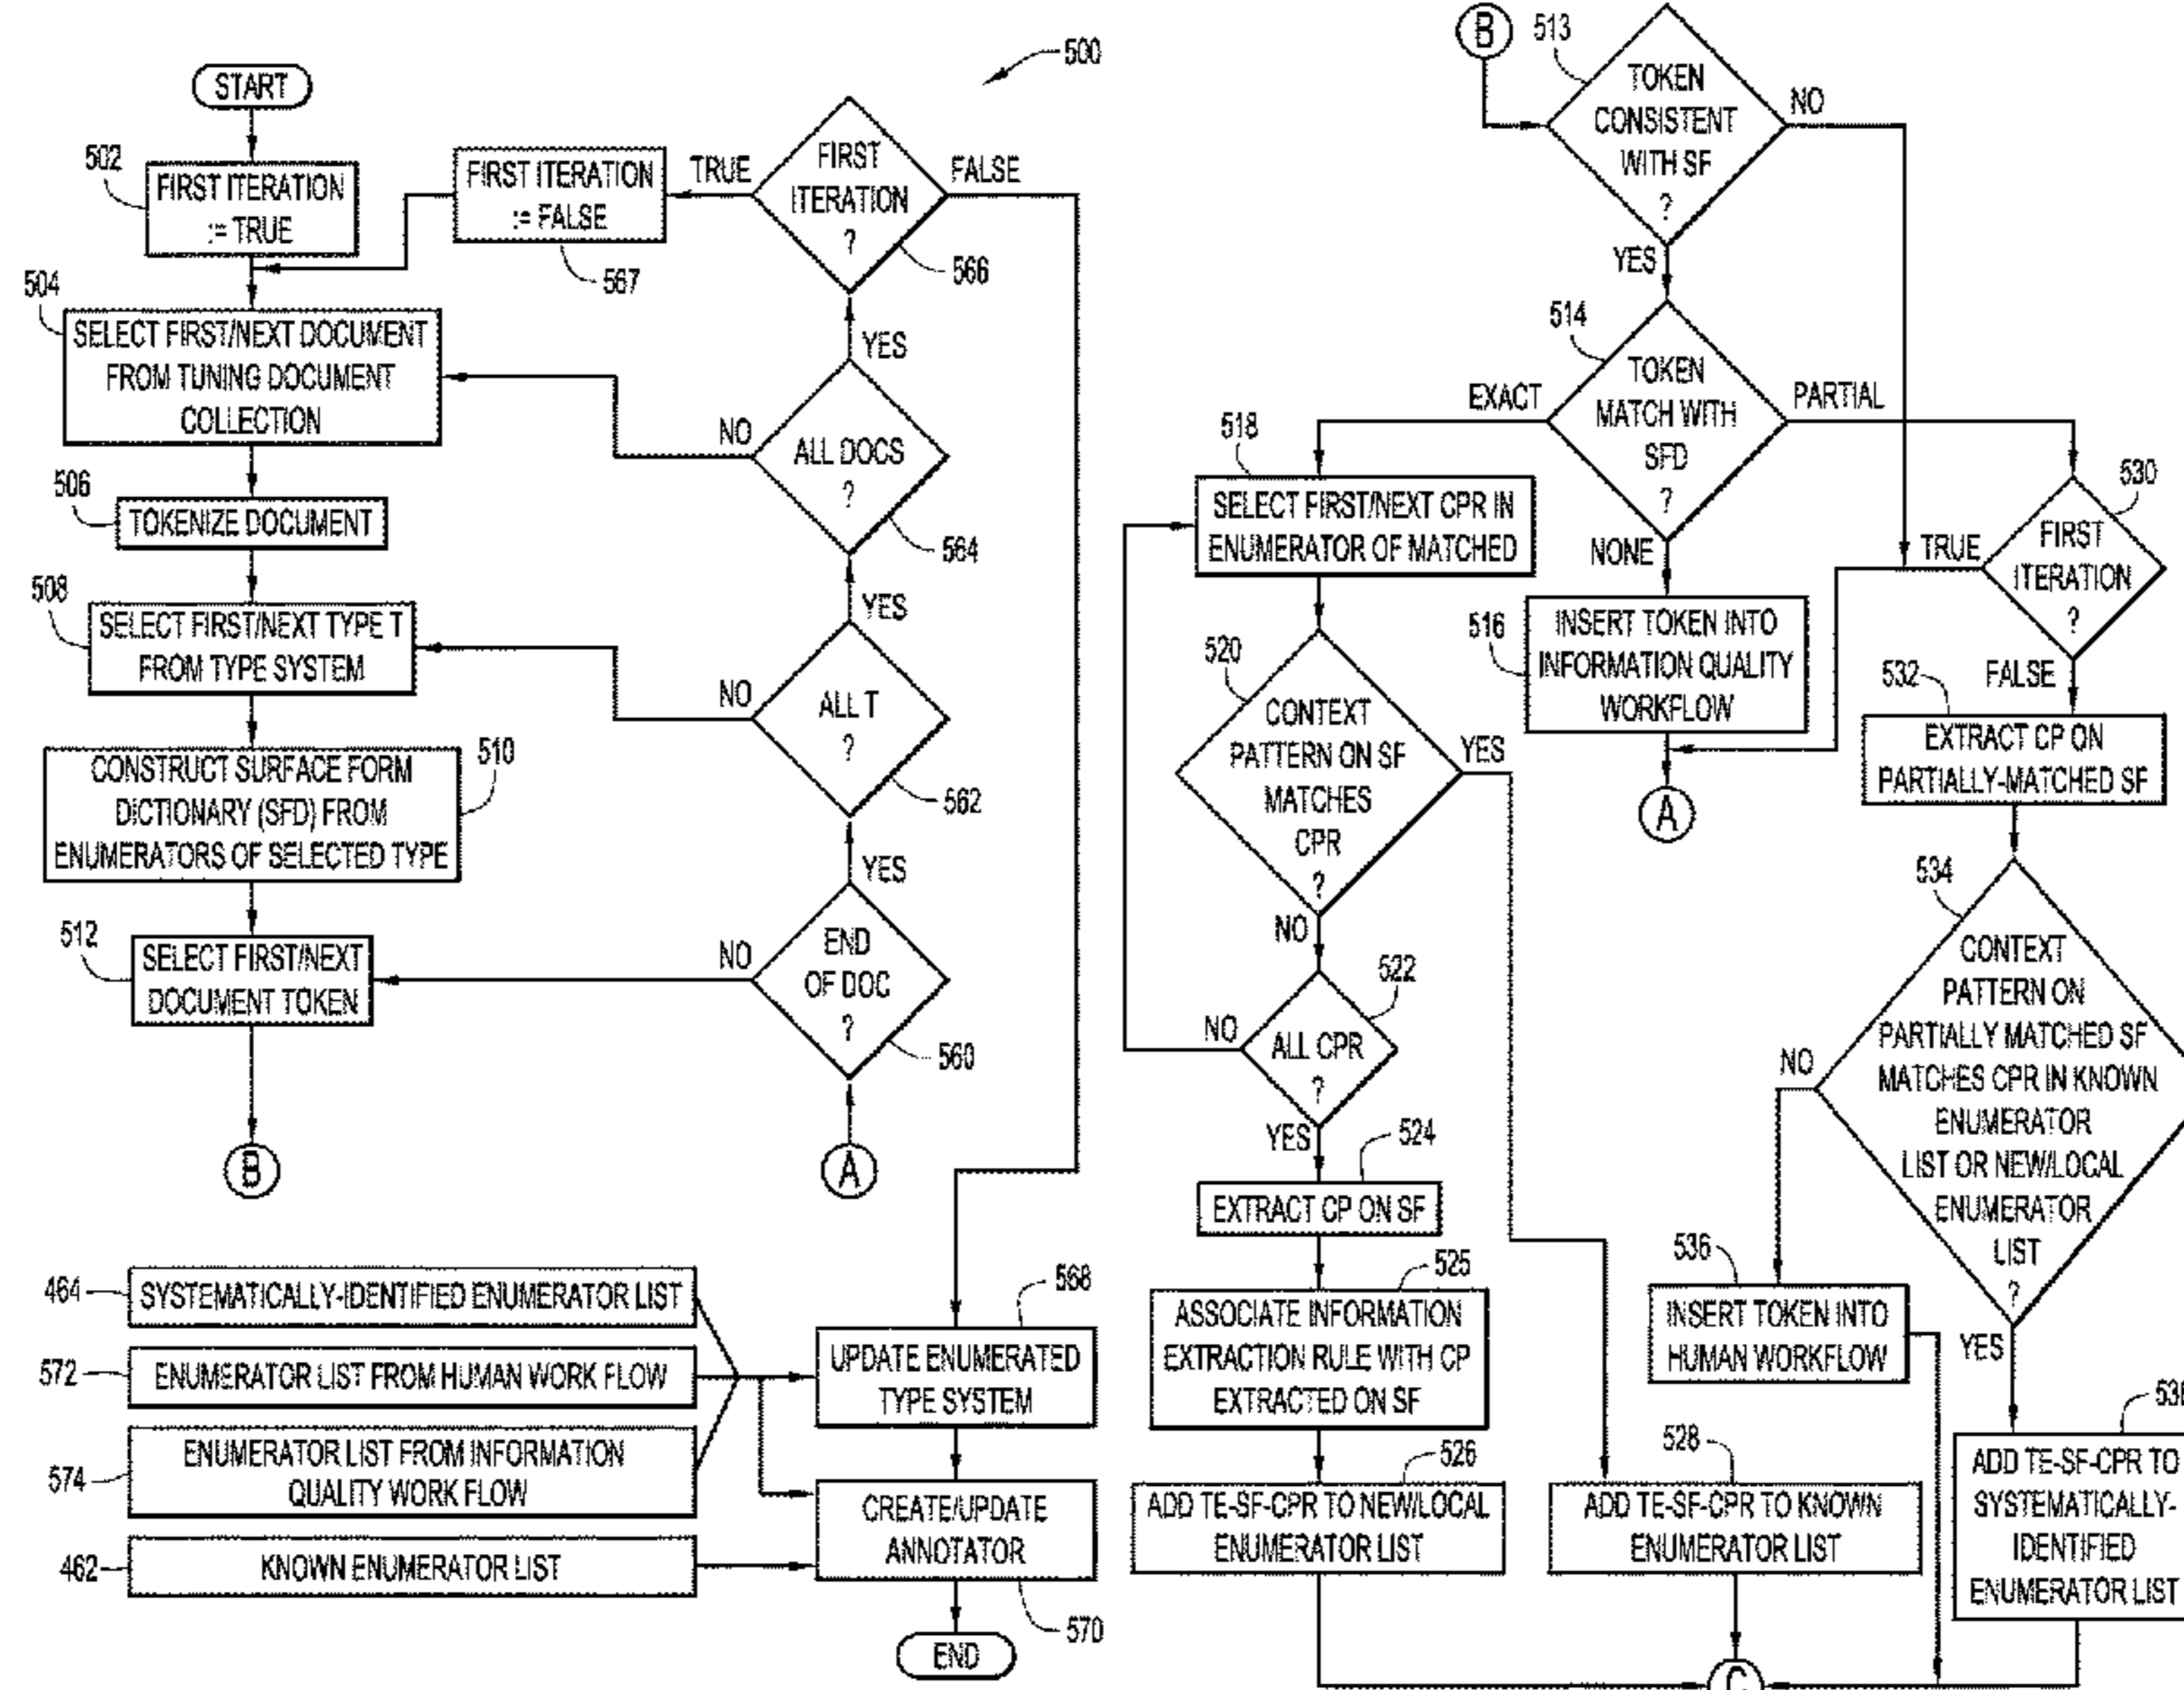 500
START
502
FIRST ITERATION
:= TRUE
FIRST ITERATION
:= FALSE
567
TRUE
FIRST
ITERATION
?
FALSE
566
504
SELECT FIRST/NEXT DOCUMENT
FROM TUNING DOCUMENT
COLLECTION
YES
NO
ALL DOCS
?
564
506
TOKENIZE DOCUMENT
508
SELECT FIRST/NEXT TYPE T
FROM TYPE SYSTEM
YES
NO
ALL T
?
562
CONSTRUCT SURFACE FORM
DICTIONARY (SFD) FROM
ENUMERATORS OF SELECTED TYPE
510
YES
512
SELECT FIRST/NEXT
DOCUMENT TOKEN
NO
END
OF DOC
?
560
B
A
464
SYSTEMATICALLY-IDENTIFIED ENUMERATOR LIST
572
ENUMERATOR LIST FROM HUMAN WORK FLOW
574
ENUMERATOR LIST FROM INFORMATION
QUALITY WORK FLOW
462
KNOWN ENUMERATOR LIST
568
UPDATE ENUMERATED
TYPE SYSTEM
CREATE/UPDATE
ANNOTATOR
570
END
B
513
TOKEN
CONSISTENT
WITH SF
?
NO
YES
514
TOKEN
MATCH WITH
SFD
?
EXACT
PARTIAL
NONE
518
SELECT FIRST/NEXT CPR IN
ENUMERATOR OF MATCHED
516
INSERT TOKEN INTO
INFORMATION QUALITY
WORKFLOW
A
530
TRUE
FIRST
ITERATION
?
FALSE
532
EXTRACT CP ON
PARTIALLY-MATCHED SF
520
CONTEXT
PATTERN ON SF
MATCHES
CPR
?
YES
NO
522
NO
ALL CPR
?
YES
524
EXTRACT CP ON SF
525
ASSOCIATE INFORMATION
EXTRACTION RULE WITH CP
EXTRACTED ON SF
526
ADD TE-SF-CPR TO NEW/LOCAL
ENUMERATOR LIST
528
ADD TE-SF-CPR TO KNOWN
ENUMERATOR LIST
534
CONTEXT
PATTERN ON
PARTIALLY MATCHED SF
MATCHES CPR IN KNOWN
ENUMERATOR
LIST OR NEW/LOCAL
ENUMERATOR
LIST
?
NO
536
INSERT TOKEN INTO
HUMAN WORKFLOW
YES
ADD TE-SF-CPR TO
SYSTEMATICALLY-
IDENTIFIED
ENUMERATOR LIST
C